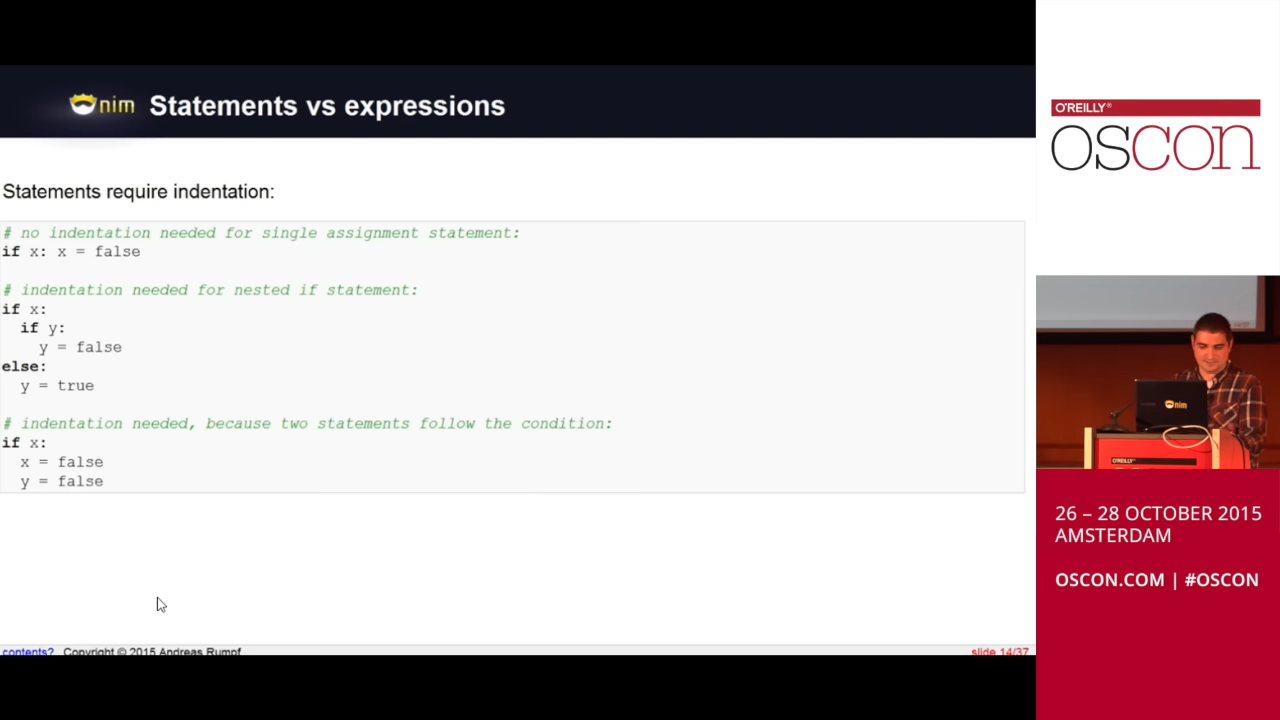 nim Statements vs expressions
Statements require indentation:
# no indentation needed for single assignment statement:
if x: x = false
# indentation needed for nested if statement:
if x:
  if y:
    y = false
else:
  y = true
# indentation needed, because two statements follow the condition:
if x:
  x = false
  y = false
contents? Copyright © 2015 Andreas Rumpf
slide 14/37
O'REILLY®
OSCON
nim
O'REILLY
26 – 28 OCTOBER 2015
AMSTERDAM
OSCON.COM | #OSCON